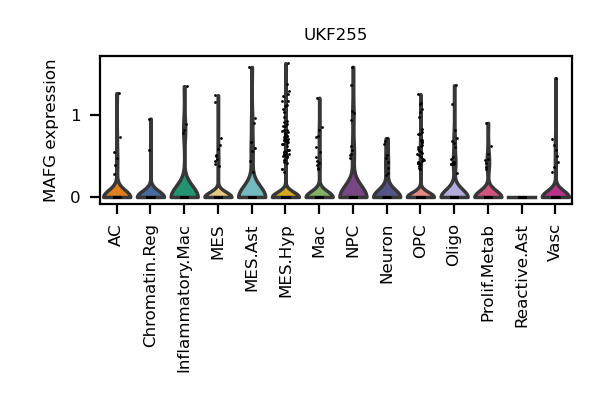 UKF255
MAFG expression
1
0
AC
Chromatin.Reg
Inflammatory.Mac
MES
MES.Ast
MES.Hyp
Mac
NPC
Neuron
OPC
Oligo
Prolif.Metab
Reactive.Ast
Vasc